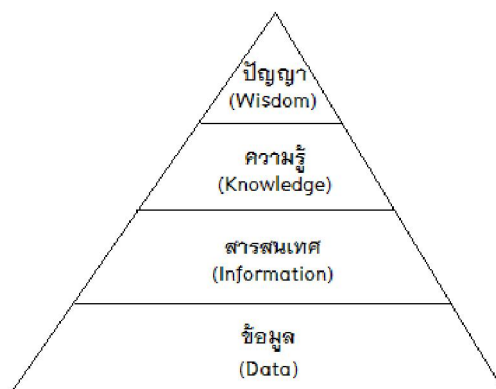 ปัญญา
(Wisdom)
ความรู้
(Knowledge)
สารสนเทศ
(Information)
ข้อมูล
(Data)